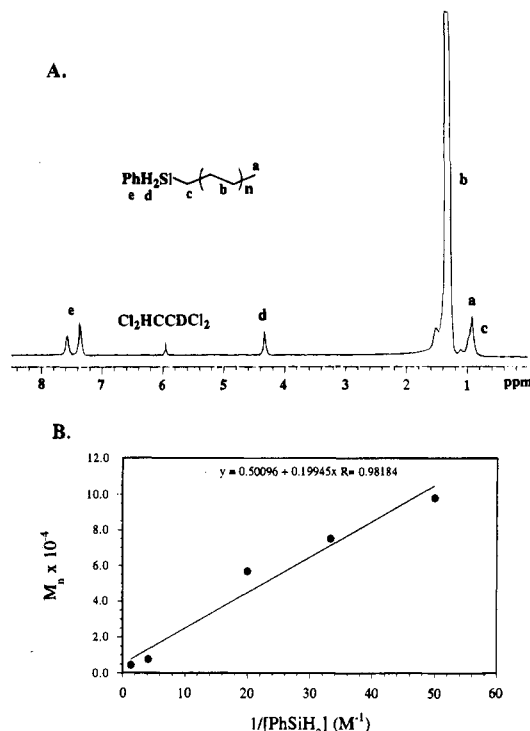 A.
a
PhH₂Si
e d c b n
b
e
Cl₂HCCDCl₂
d
a
c
8 7 6 5 4 3 2 1 ppm
B.
y = 0.50096 + 0.19945x R= 0.98184
12.0
10.0
8.0
6.0
4.0
2.0
0.0
Mₙ x 10⁻⁴
0 10 20 30 40 50 60
1/[PhSiH₃] (M⁻¹)